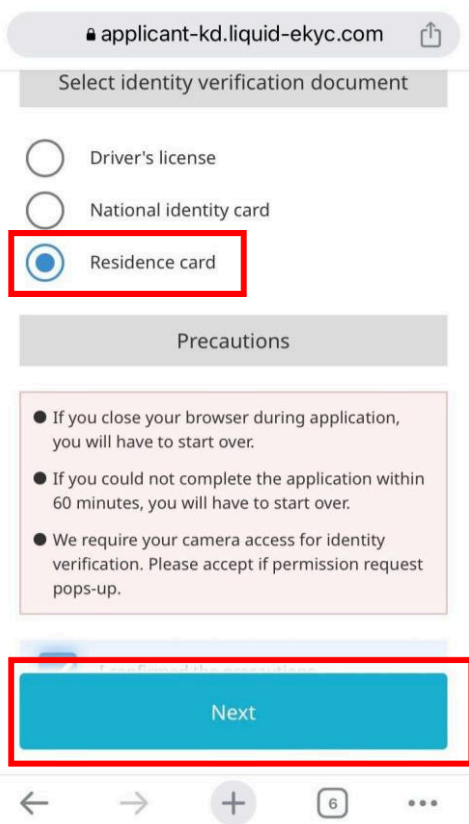 applicant-kd.liquid-ekyc.com
Select identity verification document
Driver's license
National identity card
Residence card
Precautions
● If you close your browser during application,
you will have to start over.
● If you could not complete the application within
60 minutes, you will have to start over.
● We require your camera access for identity
verification. Please accept if permission request
pops-up.
I confirmed the precautions
Next
6